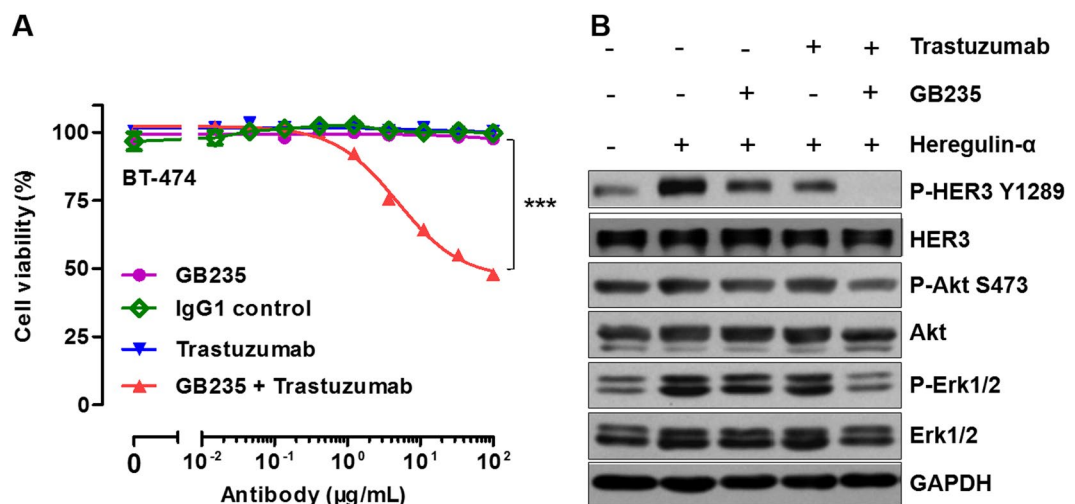 A
Cell viability (%)
100
75
50
25
0
BT-474
***
GB235
IgG1 control
Trastuzumab
GB235 + Trastuzumab
0 10⁻² 10⁻¹ 10⁰ 10¹ 10²
Antibody (µg/mL)
B
- - - + + Trastuzumab
- - + - + GB235
- + + + + Heregulin-α
P-HER3 Y1289
HER3
P-Akt S473
Akt
P-Erk1/2
Erk1/2
GAPDH